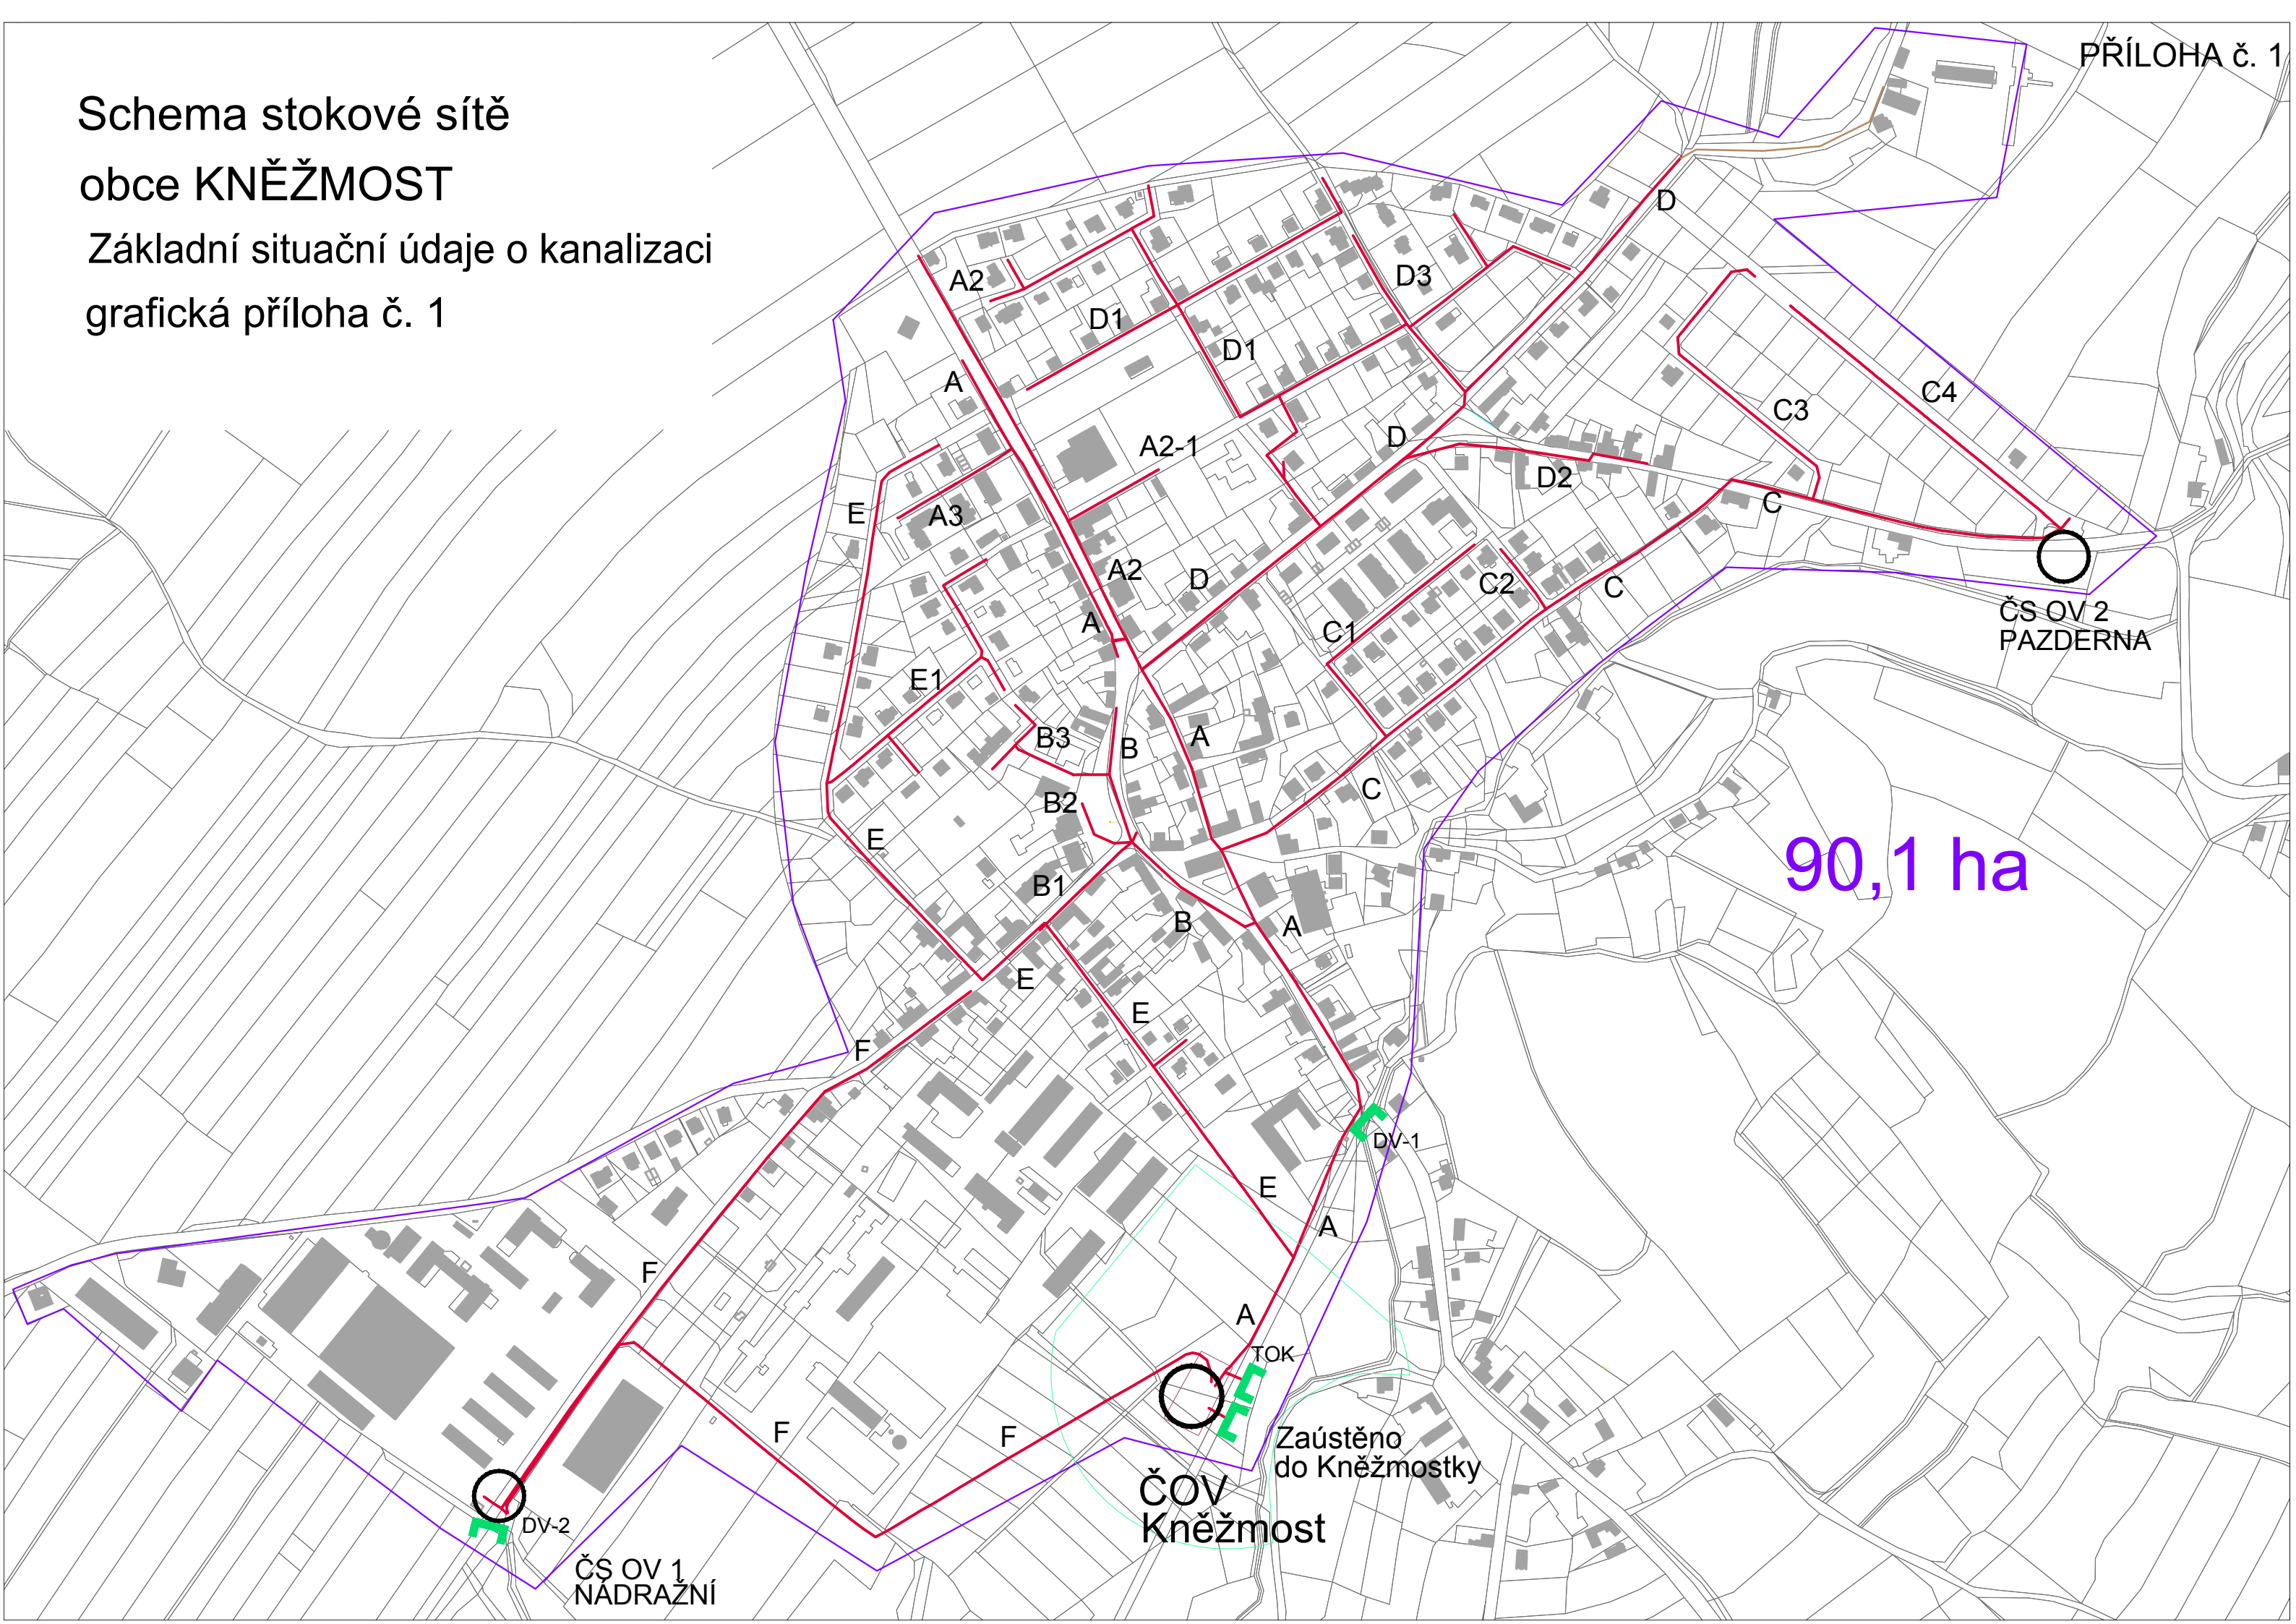 PŘÍLOHA č. 1
Schema stokové sítě
obce KNĚŽMOST
Základní situační údaje o kanalizaci
grafická příloha č. 1
D
A2
D3
D1
D1
A
C4
C3
D
A2-1
D2
C
E
A3
A2
D
C2
C
A
C1
ČS OV 2
PAZDERNA
E1
B3
B
A
C
B2
E
90,1 ha
B1
B
A
E
E
F
DV-1
E
A
F
A
TOK
F
F
Zaústěno
do Kněžmostky
ČOV
Kněžmost
DV-2
ČS OV 1
NÁDRAŽNÍ